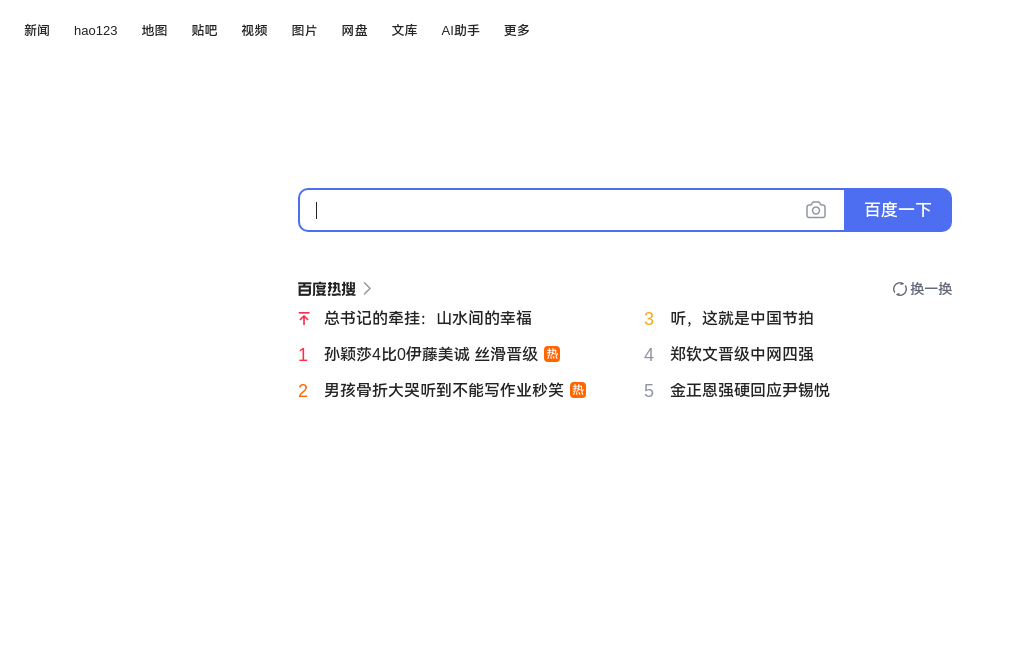 新闻 hao123 地图 贴吧 视频 图片 网盘 文库 AI助手 更多
百度一下
百度热搜 换一换
总书记的牵挂：山水间的幸福
1 孙颖莎4比0伊藤美诚 丝滑晋级 热
2 男孩骨折大哭听到不能写作业秒笑 热
3 听，这就是中国节拍
4 郑钦文晋级中网四强
5 金正恩强硬回应尹锡悦